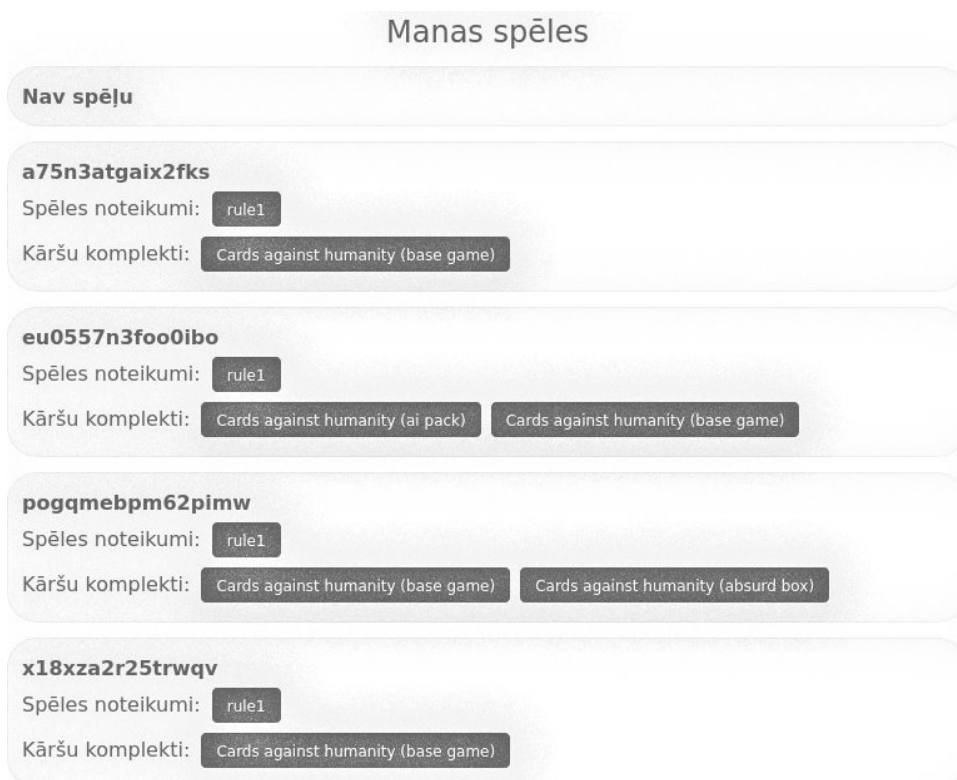 Manas spēles
Nav spēļu
a75n3atgaix2fks
Spēles noteikumi: rule1
Kāršu komplekti: Cards against humanity (base game)
eu0557n3foo0ibo
Spēles noteikumi: rule1
Kāršu komplekti: Cards against humanity (ai pack) Cards against humanity (base game)
pogqmebpm62pimw
Spēles noteikumi: rule1
Kāršu komplekti: Cards against humanity (base game) Cards against humanity (absurd box)
x18xza2r25trwqv
Spēles noteikumi: rule1
Kāršu komplekti: Cards against humanity (base game)